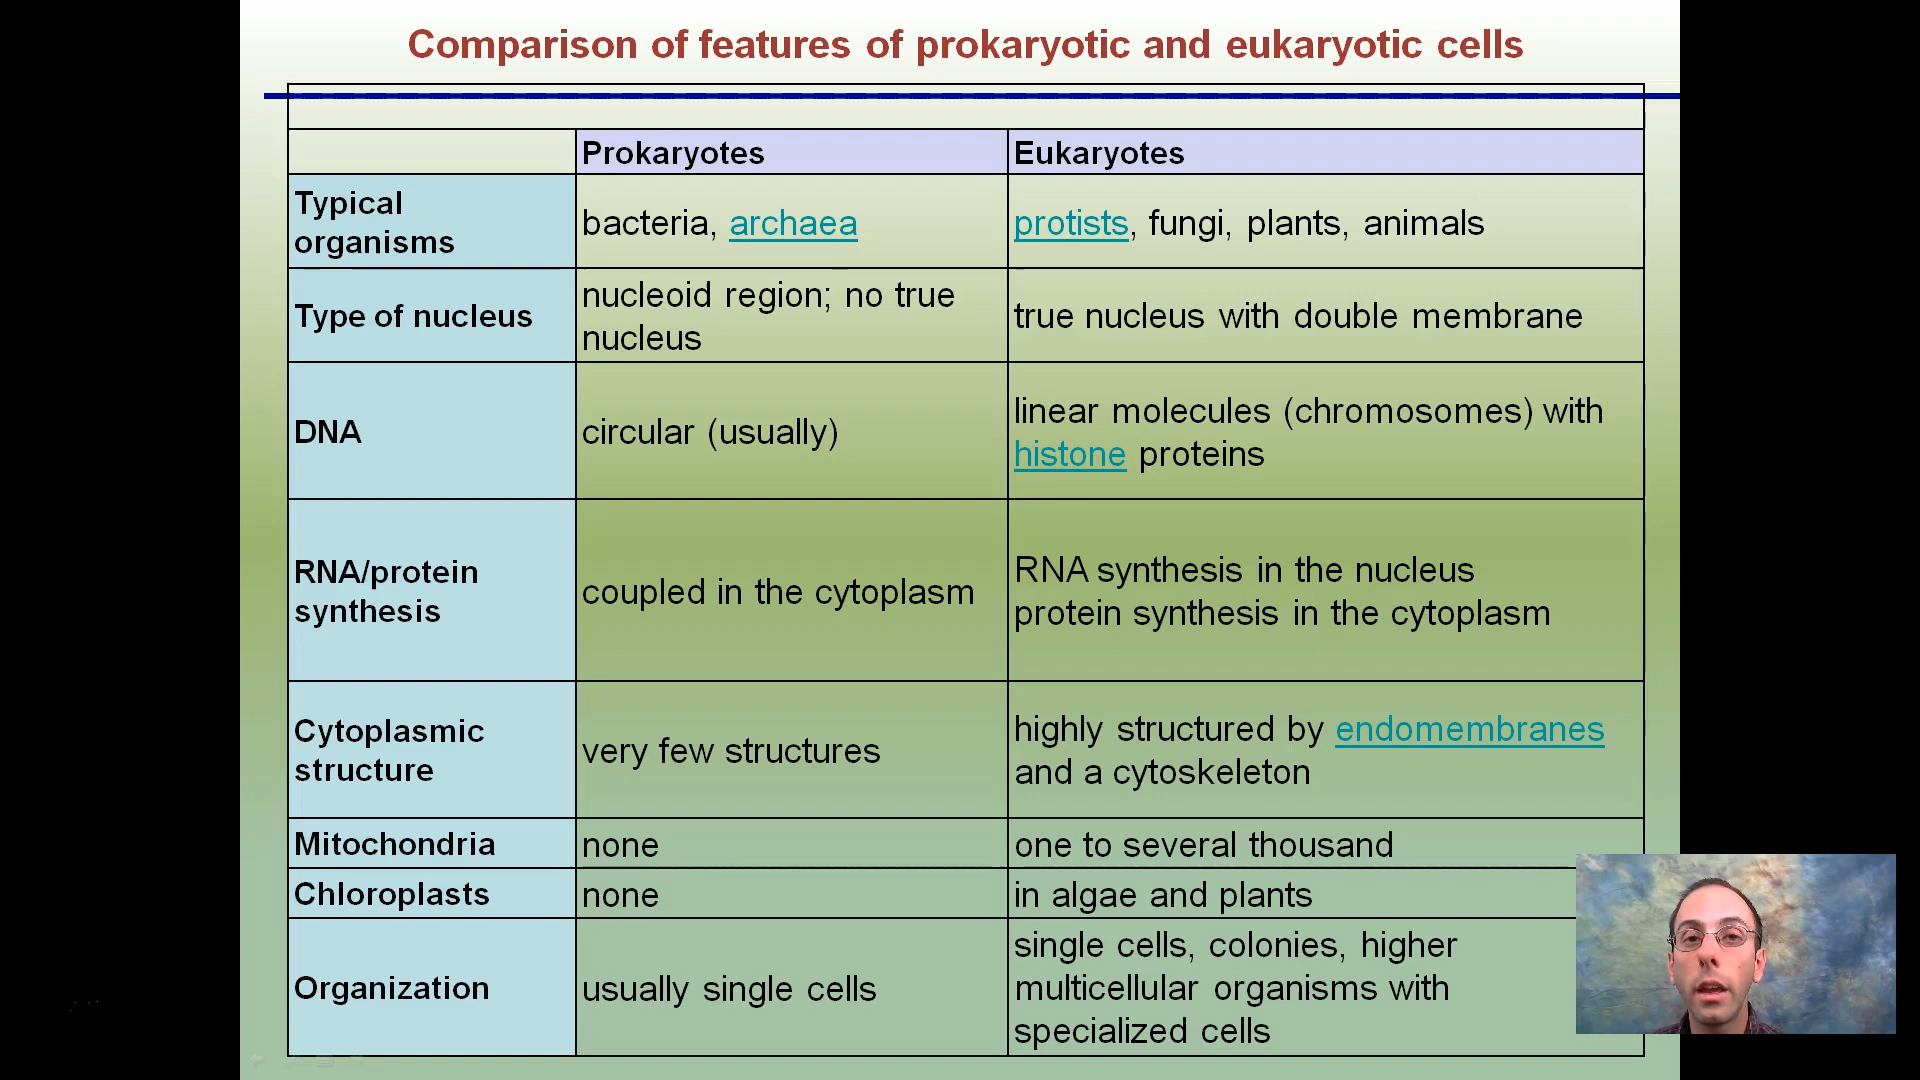 Comparison of features of prokaryotic and eukaryotic cells
Prokaryotes
Eukaryotes
Typical
organisms
bacteria, archaea
protists, fungi, plants, animals
Type of nucleus
nucleoid region; no true
nucleus
true nucleus with double membrane
DNA
circular (usually)
linear molecules (chromosomes) with
histone proteins
RNA/protein
synthesis
coupled in the cytoplasm
RNA synthesis in the nucleus
protein synthesis in the cytoplasm
Cytoplasmic
structure
very few structures
highly structured by endomembranes
and a cytoskeleton
Mitochondria
none
one to several thousand
Chloroplasts
none
in algae and plants
Organization
usually single cells
single cells, colonies, higher
multicellular organisms with
specialized cells